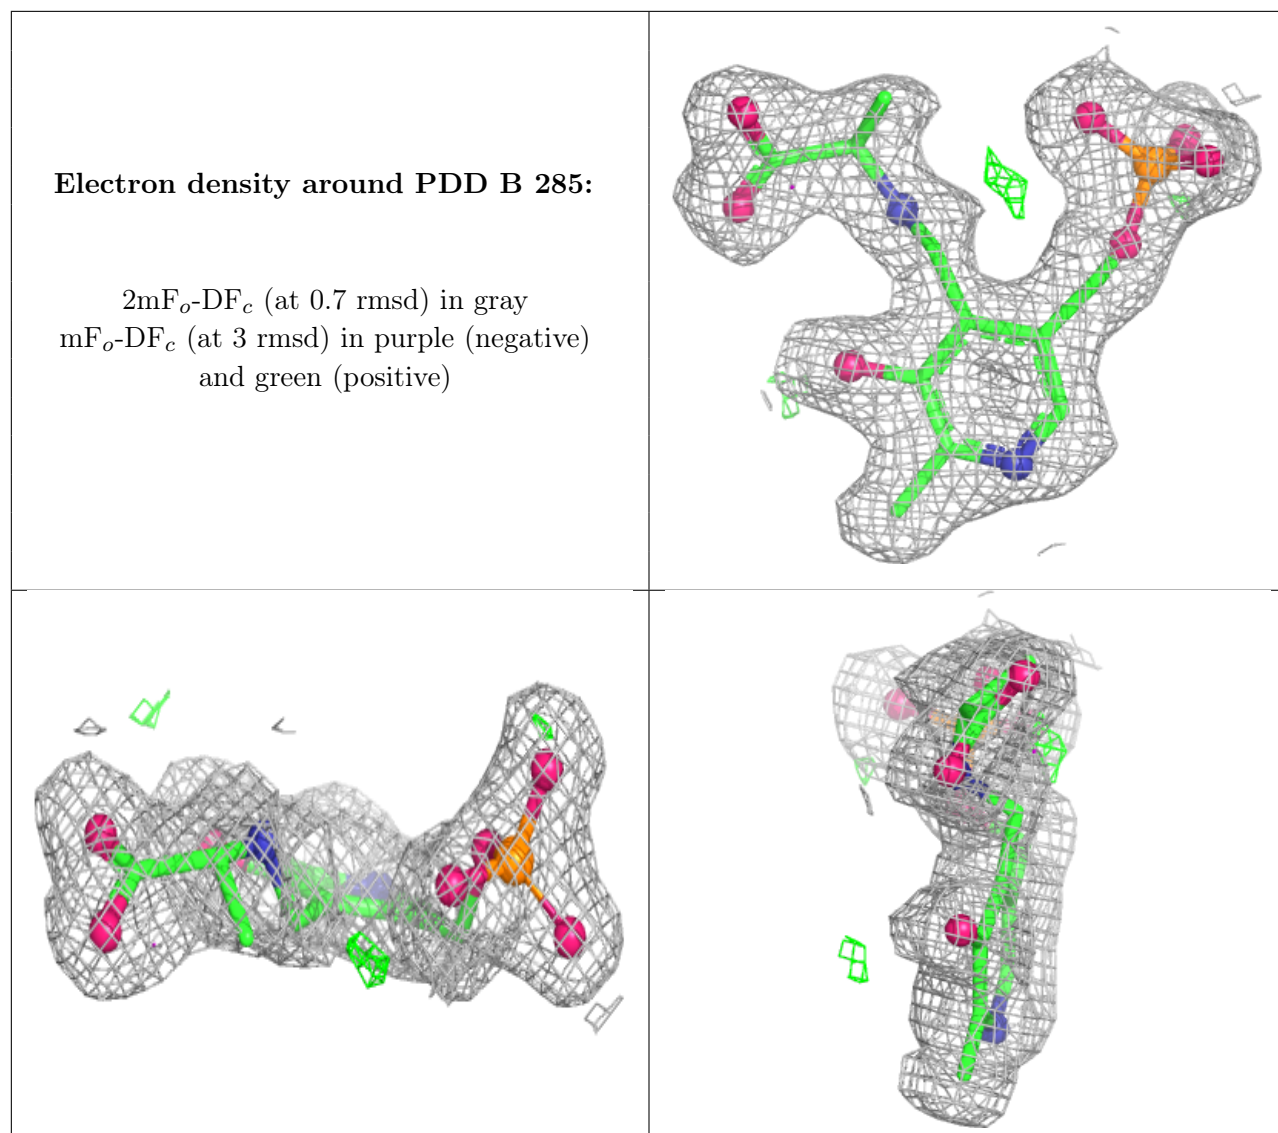 Electron density around PDD B 285:
2mFo-DFc (at 0.7 rmsd) in gray
mFo-DFc (at 3 rmsd) in purple (negative)
and green (positive)